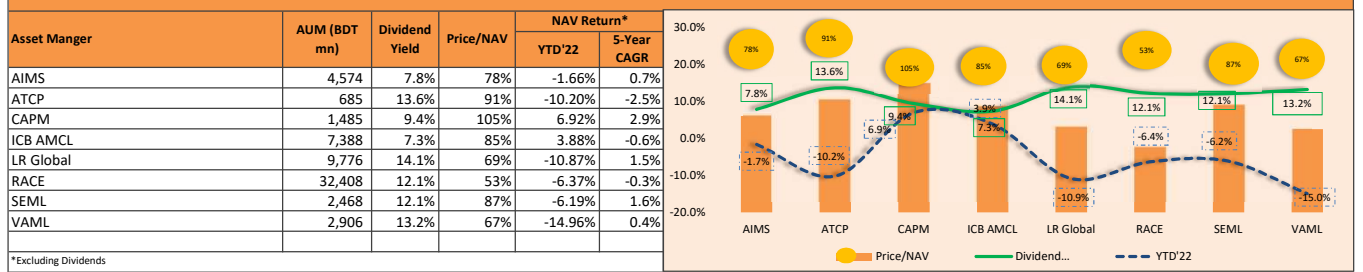 Asset Manger AUM (BDT mn) Dividend Yield Price/NAV NAV Return*
YTD'22 5-Year CAGR
AIMS 4,574 7.8% 78% -1.66% 0.7%
ATCP 685 13.6% 91% -10.20% -2.5%
CAPM 1,485 9.4% 105% 6.92% 2.9%
ICB AMCL 7,388 7.3% 85% 3.88% -0.6%
LR Global 9,776 14.1% 69% -10.87% 1.5%
RACE 32,408 12.1% 53% -6.37% -0.3%
SEML 2,468 12.1% 87% -6.19% 1.6%
VAML 2,906 13.2% 67% -14.96% 0.4%
*Excluding Dividends
30.0%
20.0%
10.0%
0.0%
-10.0%
-20.0%
78% 91% 105% 85% 69% 53% 87% 67%
7.8% 13.6% 9.4% 7.3% 14.1% 12.1% 12.1% 13.2%
-1.7% -10.2% 6.9% 3.9% -10.9% -6.4% -6.2% -15.0%
AIMS ATCP CAPM ICB AMCL LR Global RACE SEML VAML
Price/NAV Dividend... YTD'22